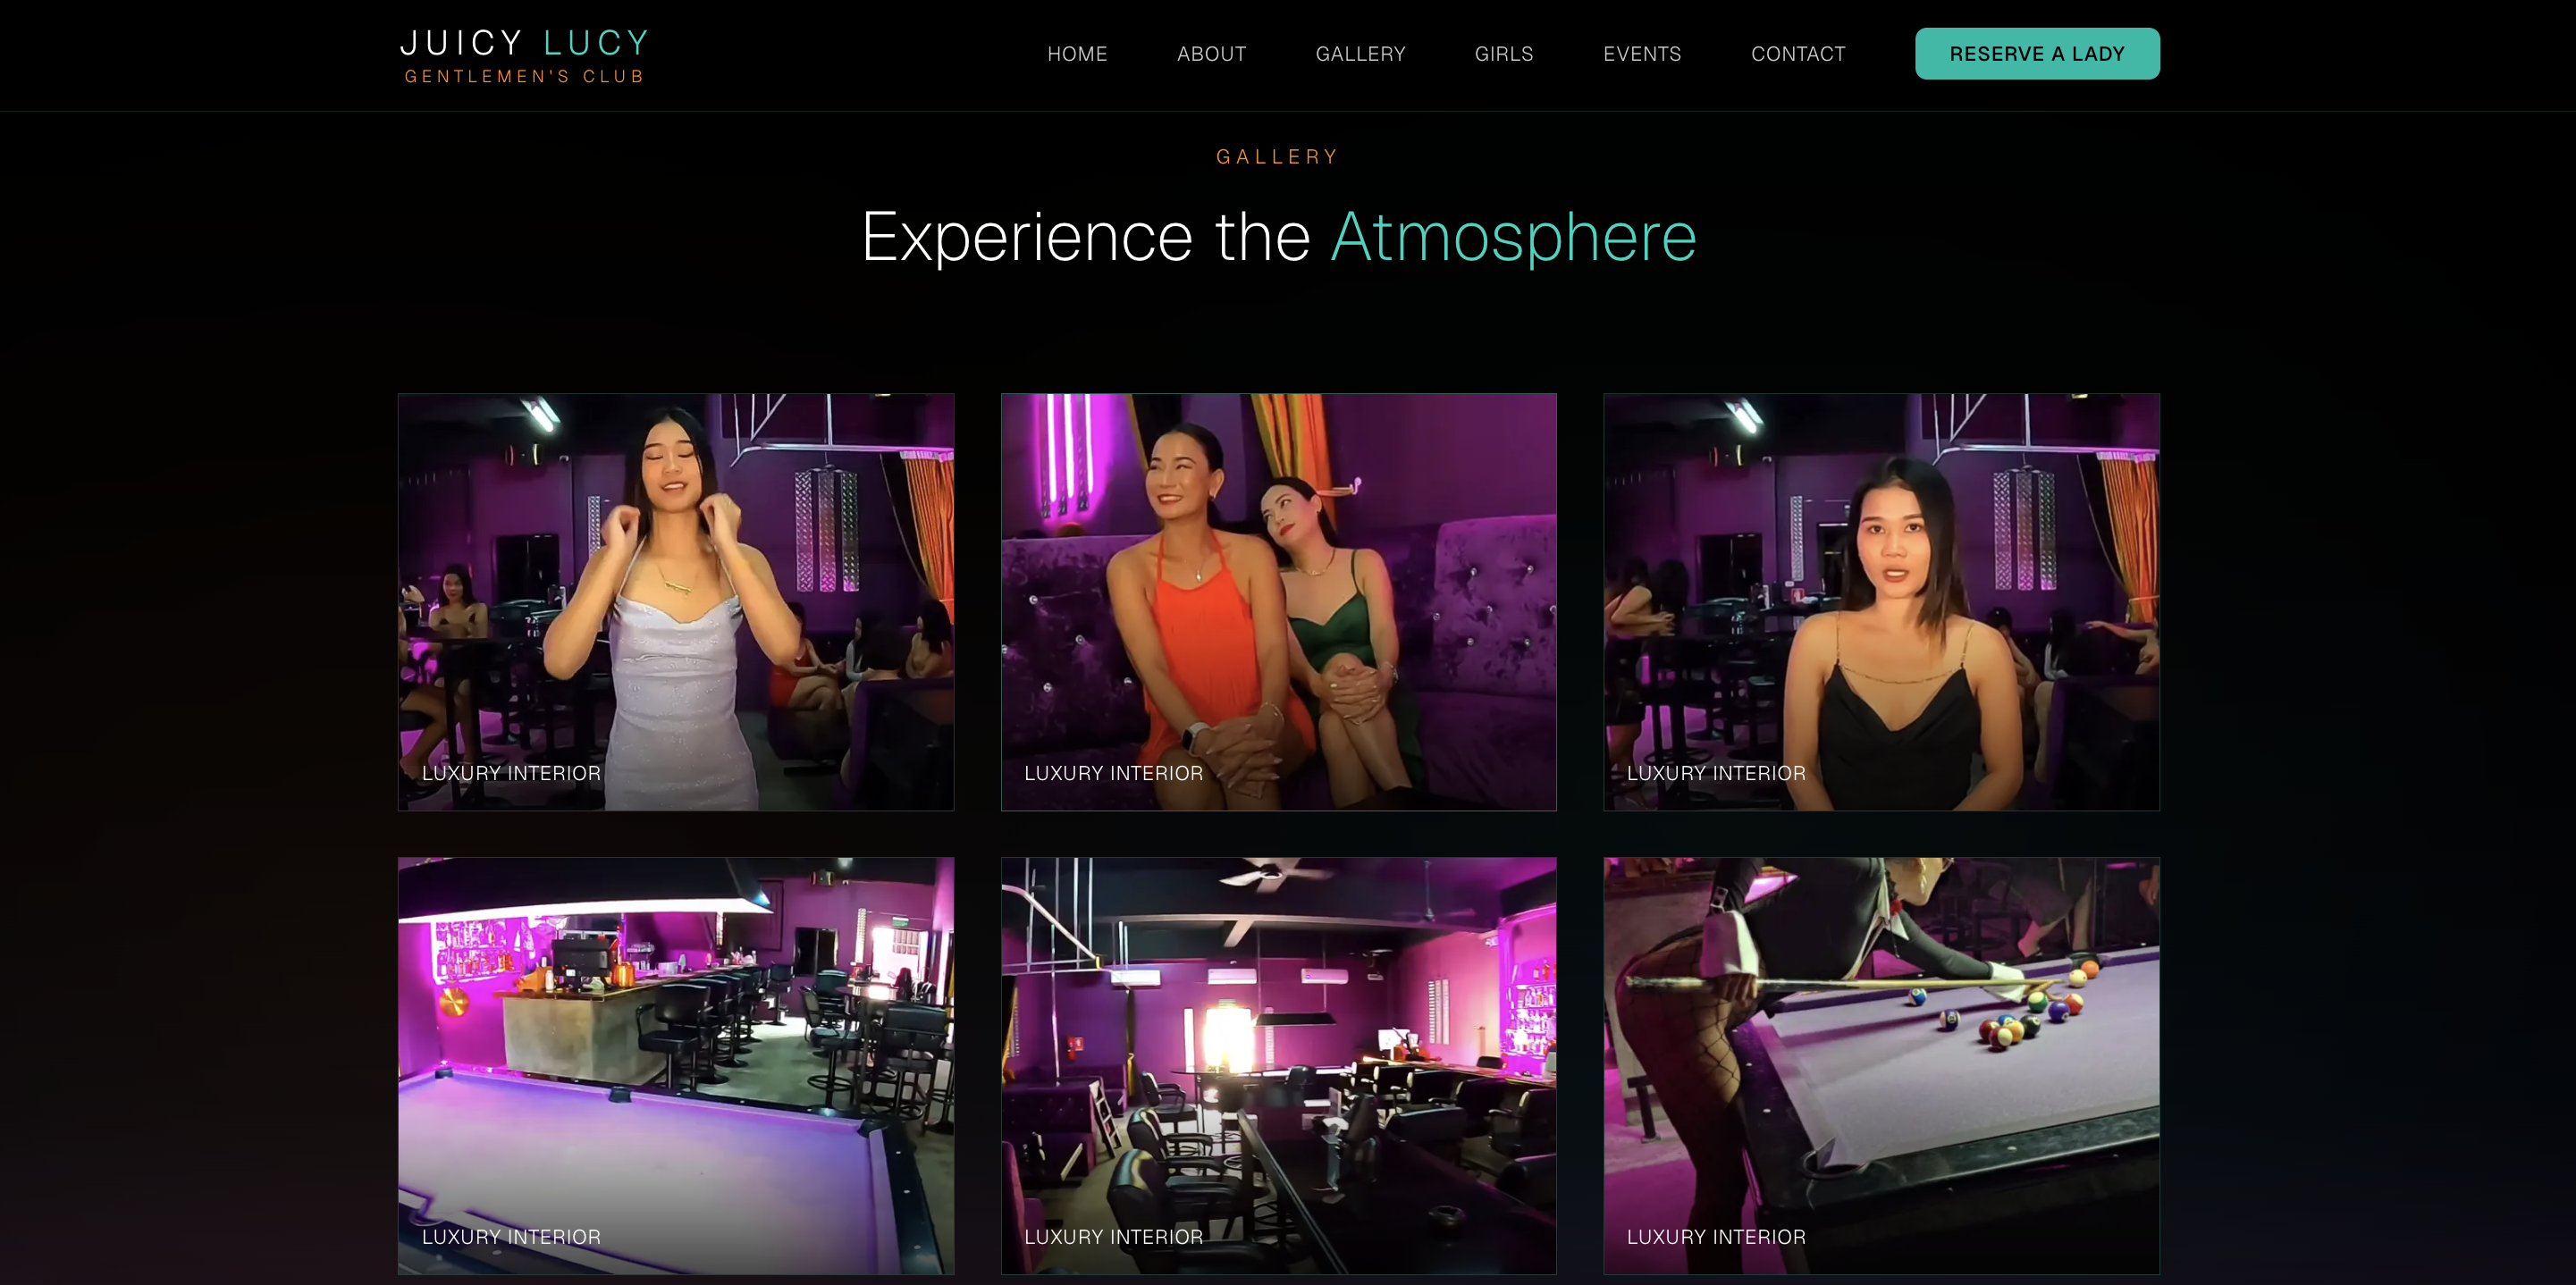 JUICY LUCY
GENTLEMEN'S CLUB
HOME
ABOUT
GALLERY
GIRLS
EVENTS
CONTACT
RESERVE A LADY
GALLERY
Experience the Atmosphere
LUXURY INTERIOR
LUXURY INTERIOR
LUXURY INTERIOR
LUXURY INTERIOR
LUXURY INTERIOR
LUXURY INTERIOR